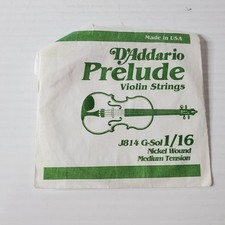 Made in USA
D'Addario
Prelude
Violin Strings
J814 G-Sol 1/16
Nickel Wound
Medium Tension